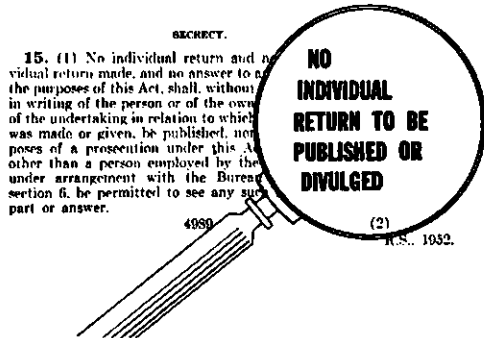 SECRECT.
15. (1) No individual return and n
vidual return made, and no answer to a
the purposes of this Act, shall, without
in writing of the person or of the own
of the undertaking in relation to which
was made or given, be published, nor
poses of a prosecution under this A
other than a person employed by the
under arrangement with the Bureau
section 6, be permitted to see any suc
part or answer.
4989
(2)
R.S., 1952.
NO
INDIVIDUAL
RETURN TO BE
PUBLISHED OR
DIVULGED